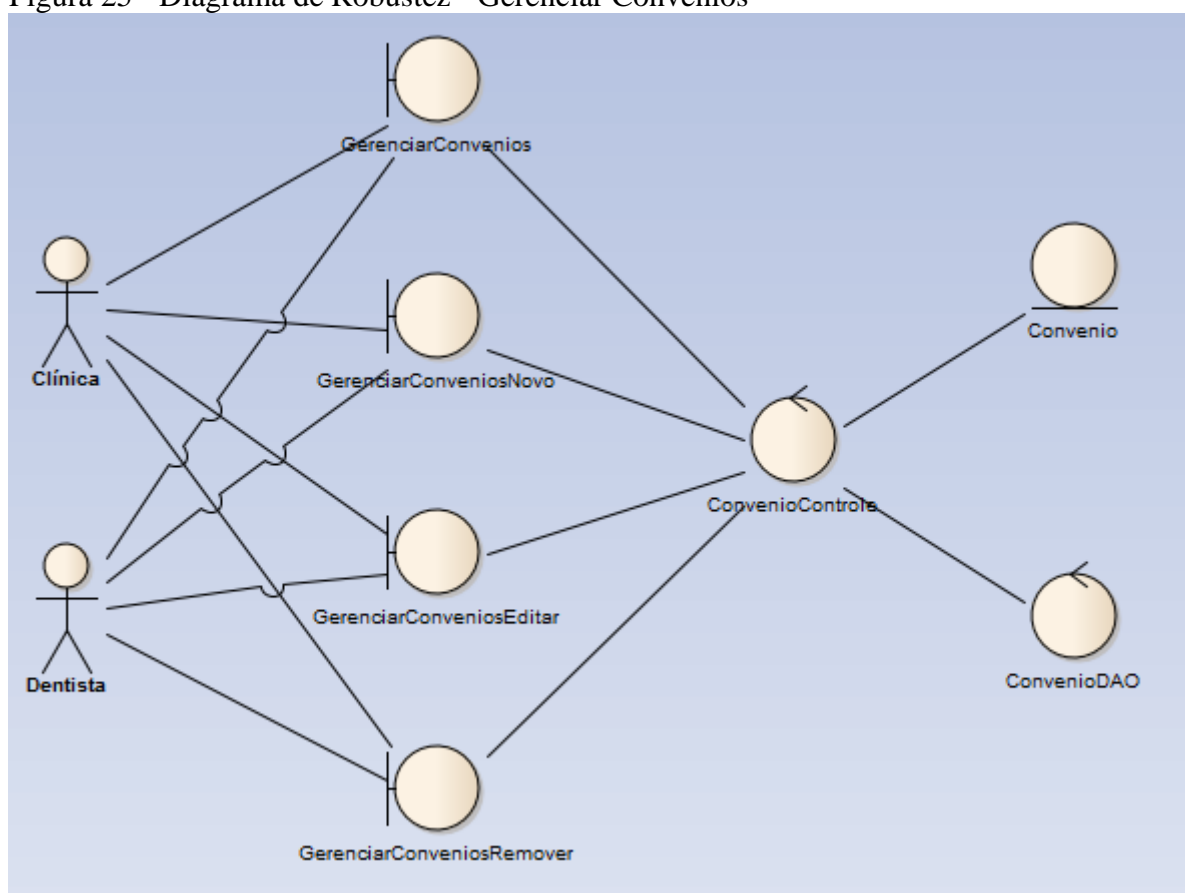 Figura 25 - Diagrama de Robustez - Gerenciar Convênios
GerenciarConvenios
Clínica
GerenciarConveniosNovo
Convenio
ConvenioControle
GerenciarConveniosEditar
Dentista
ConvenioDAO
GerenciarConveniosRemover